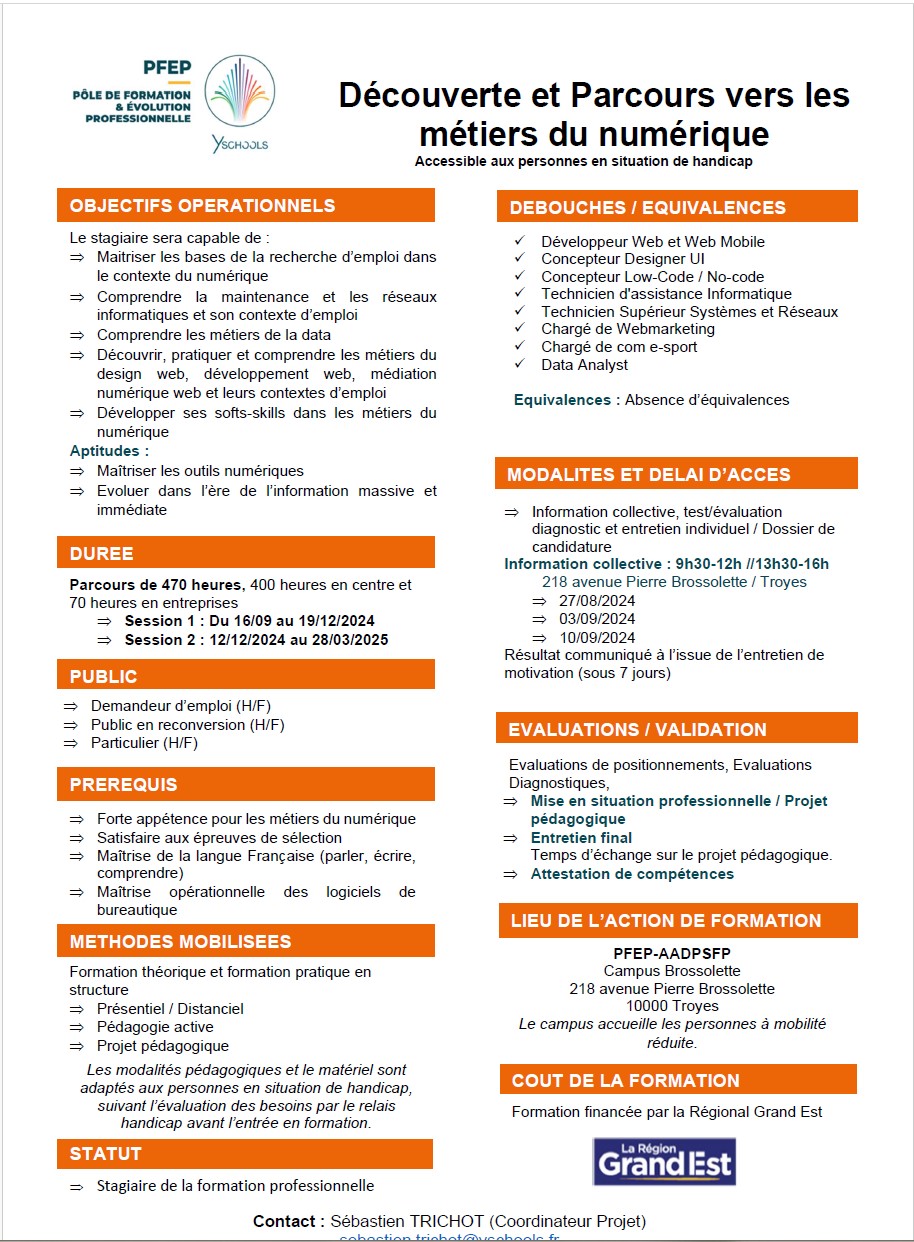 PFEP
PÔLE DE FORMATION
& ÉVOLUTION
PROFESSIONNELLE
YSCHOOLS
Découverte et Parcours vers les
métiers du numérique
Accessible aux personnes en situation de handicap
OBJECTIFS OPERATIONNELS
Le stagiaire sera capable de :
⇒ Maitriser les bases de la recherche d’emploi dans
le contexte du numérique
⇒ Comprendre la maintenance et les réseaux
informatiques et son contexte d’emploi
⇒ Comprendre les métiers de la data
⇒ Découvrir, pratiquer et comprendre les métiers du
design web, développement web, médiation
numérique web et leurs contextes d’emploi
⇒ Développer ses softs-skills dans les métiers du
numérique
Aptitudes :
⇒ Maîtriser les outils numériques
⇒ Evoluer dans l’ère de l’information massive et
immédiate
DUREE
Parcours de 470 heures, 400 heures en centre et
70 heures en entreprises
⇒ Session 1 : Du 16/09 au 19/12/2024
⇒ Session 2 : 12/12/2024 au 28/03/2025
PUBLIC
⇒ Demandeur d’emploi (H/F)
⇒ Public en reconversion (H/F)
⇒ Particulier (H/F)
PREREQUIS
⇒ Forte appétence pour les métiers du numérique
⇒ Satisfaire aux épreuves de sélection
⇒ Maîtrise de la langue Française (parler, écrire,
comprendre)
⇒ Maîtrise opérationnelle des logiciels de
bureautique
METHODES MOBILISEES
Formation théorique et formation pratique en
structure
⇒ Présentiel / Distanciel
⇒ Pédagogie active
⇒ Projet pédagogique
Les modalités pédagogiques et le matériel sont
adaptés aux personnes en situation de handicap,
suivant l’évaluation des besoins par le relais
handicap avant l’entrée en formation.
STATUT
⇒ Stagiaire de la formation professionnelle
DEBOUCHES / EQUIVALENCES
✓ Développeur Web et Web Mobile
✓ Concepteur Designer UI
✓ Concepteur Low-Code / No-code
✓ Technicien d'assistance Informatique
✓ Technicien Supérieur Systèmes et Réseaux
✓ Chargé de Webmarketing
✓ Chargé de com e-sport
✓ Data Analyst
Equivalences : Absence d’équivalences
MODALITES ET DELAI D’ACCES
⇒ Information collective, test/évaluation
diagnostic et entretien individuel / Dossier de
candidature
Information collective : 9h30-12h //13h30-16h
218 avenue Pierre Brossolette / Troyes
⇒ 27/08/2024
⇒ 03/09/2024
⇒ 10/09/2024
Résultat communiqué à l’issue de l’entretien de
motivation (sous 7 jours)
EVALUATIONS / VALIDATION
Evaluations de positionnements, Evaluations
Diagnostiques,
⇒ Mise en situation professionnelle / Projet
pédagogique
⇒ Entretien final
Temps d’échange sur le projet pédagogique.
⇒ Attestation de compétences
LIEU DE L’ACTION DE FORMATION
PFEP-AADPSFP
Campus Brossolette
218 avenue Pierre Brossolette
10000 Troyes
Le campus accueille les personnes à mobilité
réduite.
COUT DE LA FORMATION
Formation financée par la Régional Grand Est
La Région
Grand Est
Contact : Sébastien TRICHOT (Coordinateur Projet)
sebastien.trichot@yschools.fr